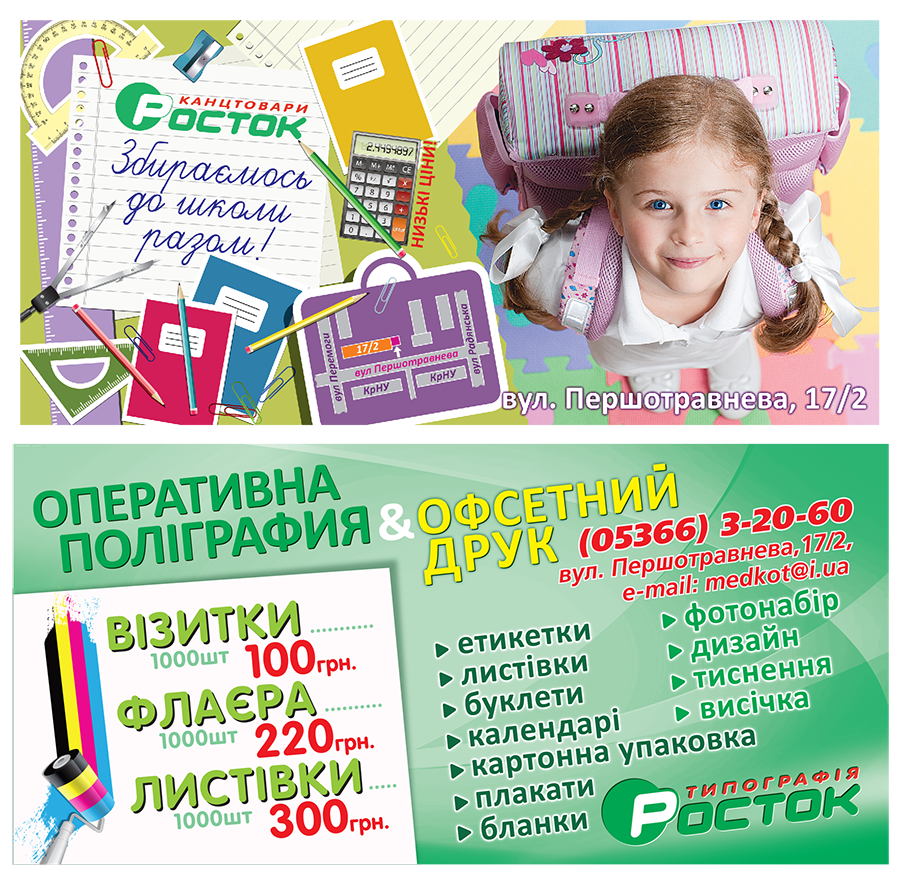 КАНЦТОВАРИ
РОСТОК
Збираємось
до школи
разом!
2.4494897
M- M+ M× CE
НИЗЬКІ ЦІНИ!
17/2
вул Перемоги
вул Першотравнева
вул Радянська
КрНУ
КрНУ
вул. Першотравнева, 17/2
ОПЕРАТИВНА
ПОЛІГРАФИЯ
&
ОФСЕТНИЙ
ДРУК
(05366) 3-20-60
вул. Першотравнева,17/2,
e-mail: medkot@i.ua
ВІЗИТКИ ...........
1000шт 100грн.
ФЛАЄРА ..........
1000шт 220грн.
ЛИСТІВКИ .....
1000шт 300грн.
етикетки
листівки
буклети
календарі
картонна упаковка
плакати
бланки
фотонабір
дизайн
тиснення
висічка
ТИПОГРАФІЯ
РОСТОК